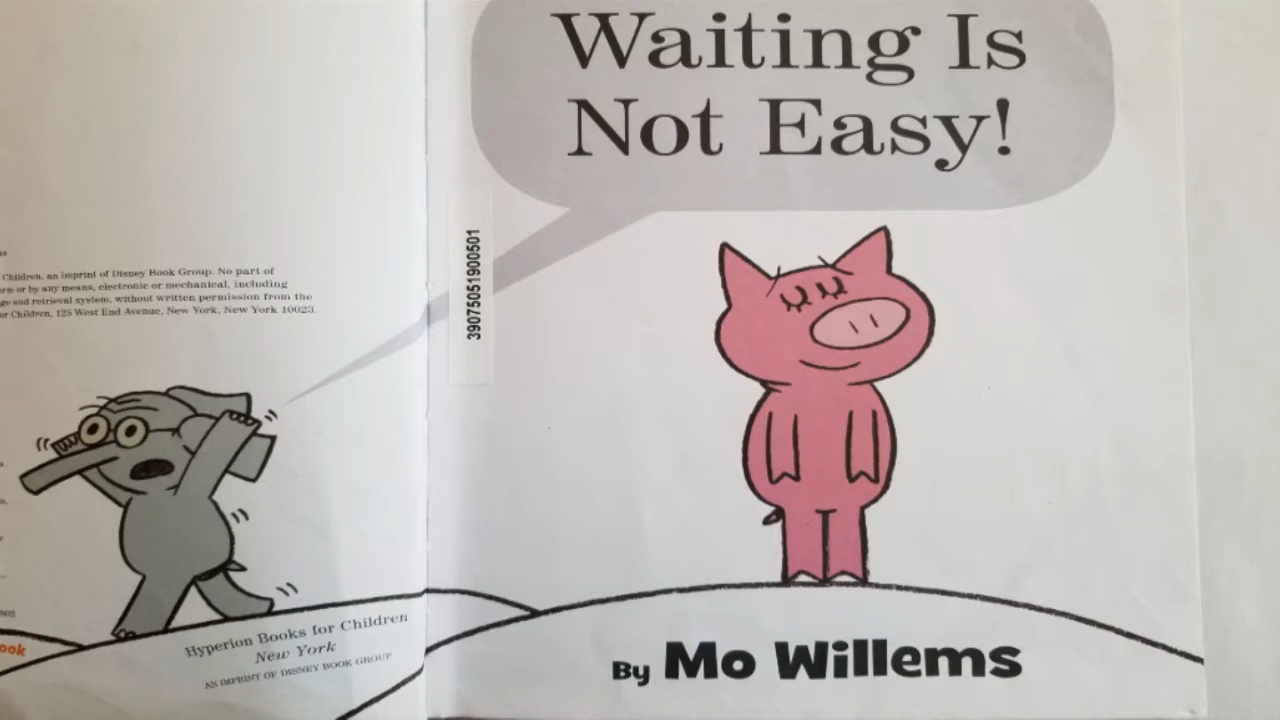 Children, an imprint of Disney Book Group. No part of
or by any means, electronic or mechanical, including
and retrieval system, without written permission from the
Children, 125 West End Avenue, New York, New York 10023.
Hyperion Books for Children
New York
AN IMPRINT OF DISNEY BOOK GROUP
39075051900501
Waiting Is
Not Easy!
By Mo Willems